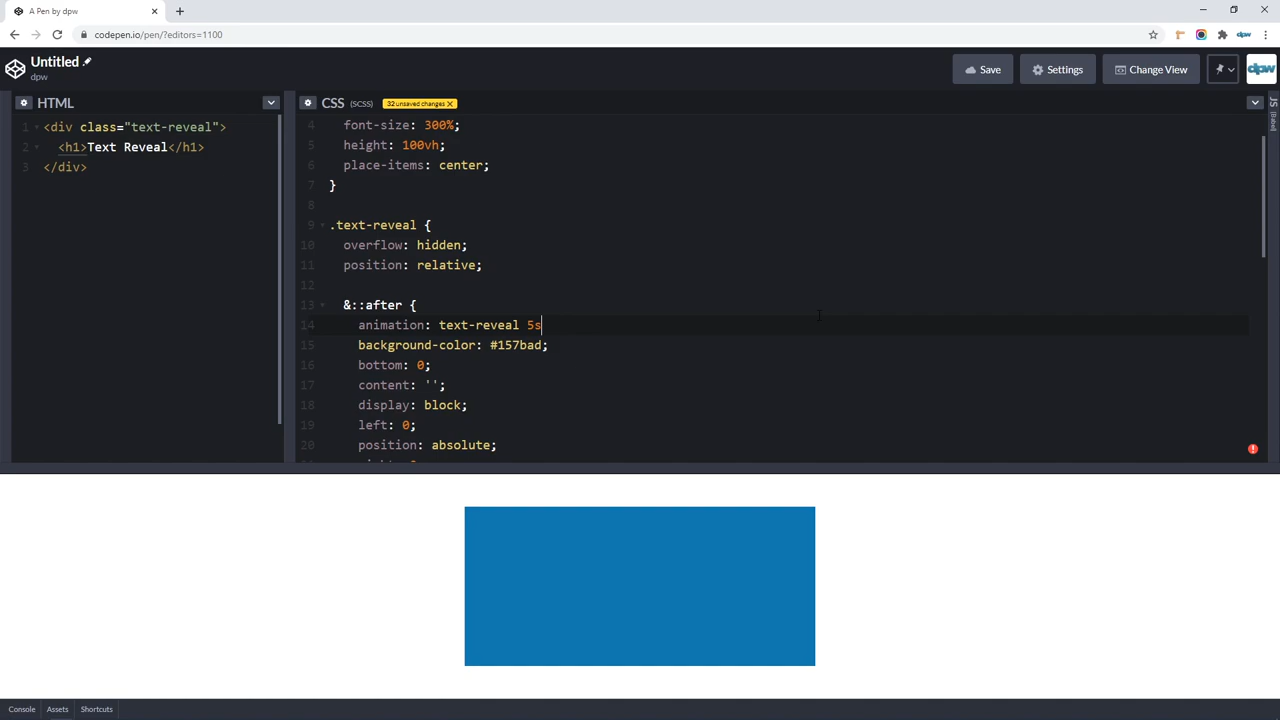 A Pen by dpw
codepen.io/pen/?editors=1100
dpw
Untitled
dpw
Save
Settings
Change View
dpw
HTML
1 <div class="text-reveal">
2 <h1>Text Reveal</h1>
3 </div>
CSS (SCSS) 32 unsaved changes X
4 font-size: 300%;
5 height: 100vh;
6 place-items: center;
7 }
8
9 .text-reveal {
10 overflow: hidden;
11 position: relative;
12
13 &::after {
14 animation: text-reveal 5s
15 background-color: #157bad;
16 bottom: 0;
17 content: '';
18 display: block;
19 left: 0;
20 position: absolute;
JS
Console Assets Shortcuts